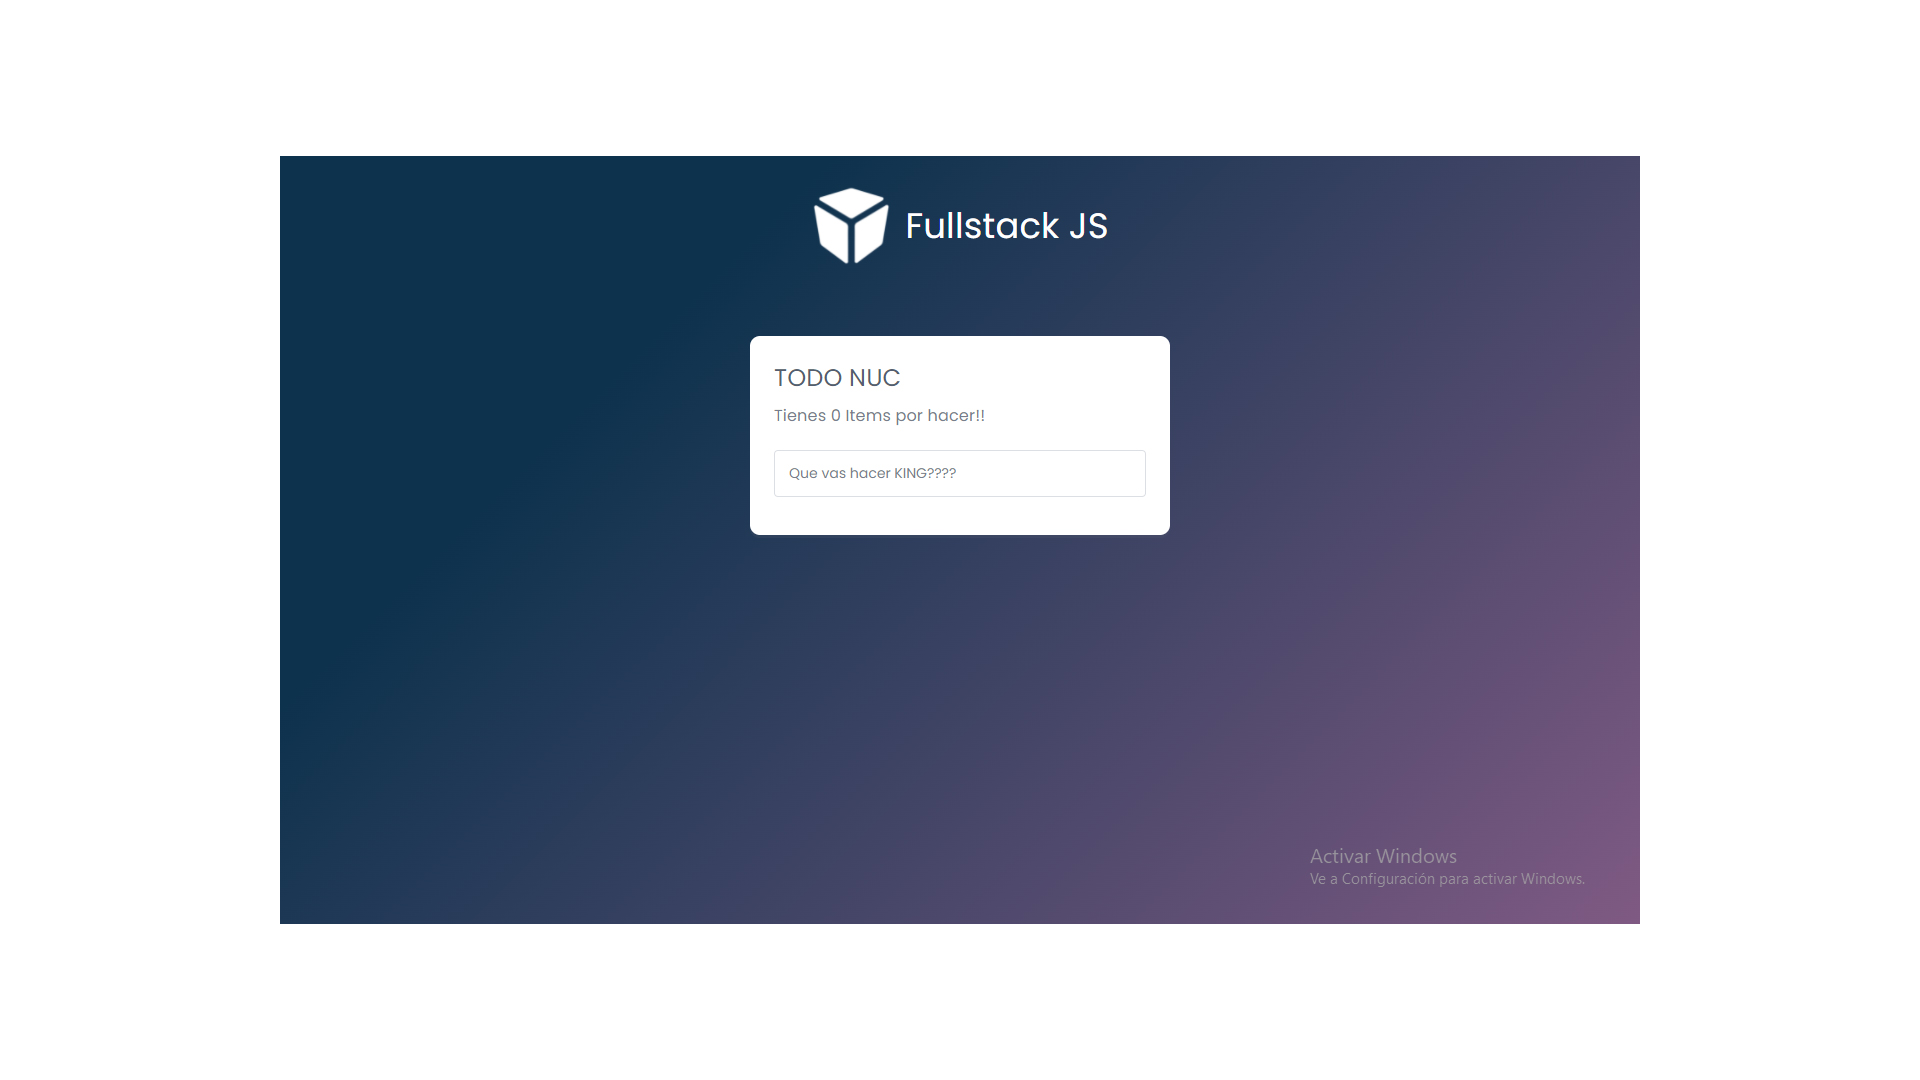 Fullstack JS
TODO NUC
Tienes 0 Items por hacer!!
Que vas hacer KING????
Activar Windows
Ve a Configuración para activar Windows.